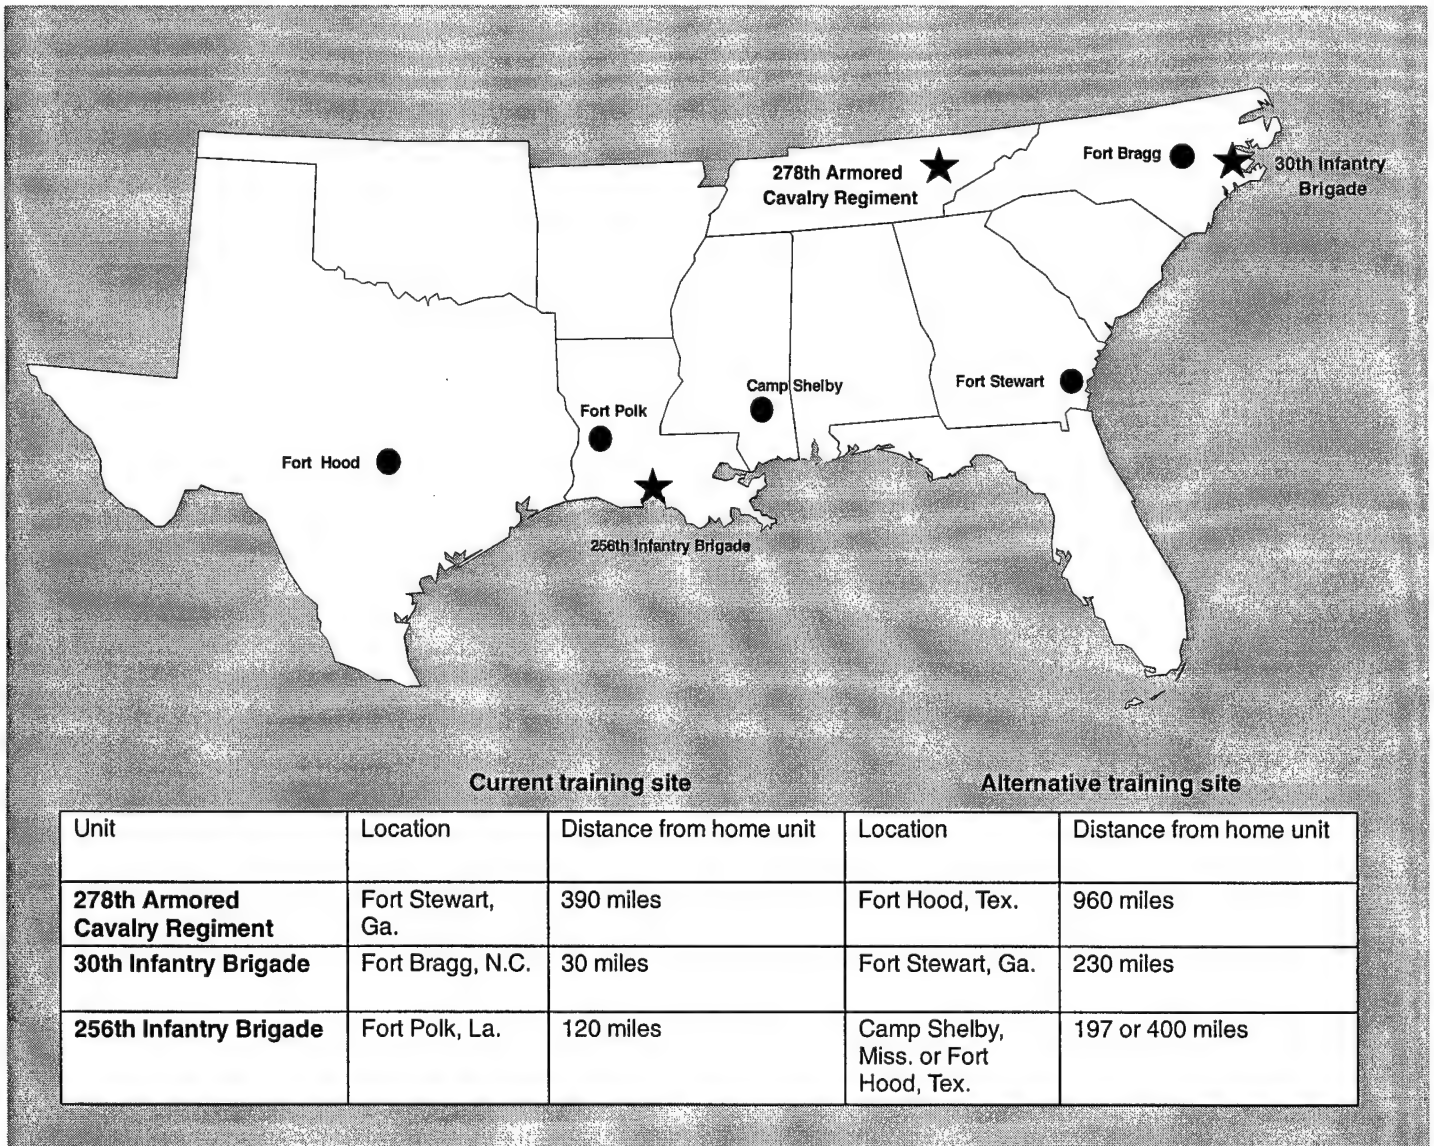 Fort Bragg
30th Infantry
Brigade
278th Armored
Cavalry Regiment
Fort Stewart
Camp Shelby
Fort Polk
Fort Hood
256th Infantry Brigade
Current training site Alternative training site
Unit Location Distance from home unit Location Distance from home unit
278th Armored Fort Stewart, 390 miles Fort Hood, Tex. 960 miles
Cavalry Regiment Ga.
30th Infantry Brigade Fort Bragg, N.C. 30 miles Fort Stewart, Ga. 230 miles
256th Infantry Brigade Fort Polk, La. 120 miles Camp Shelby, 197 or 400 miles
Miss. or Fort
Hood, Tex.